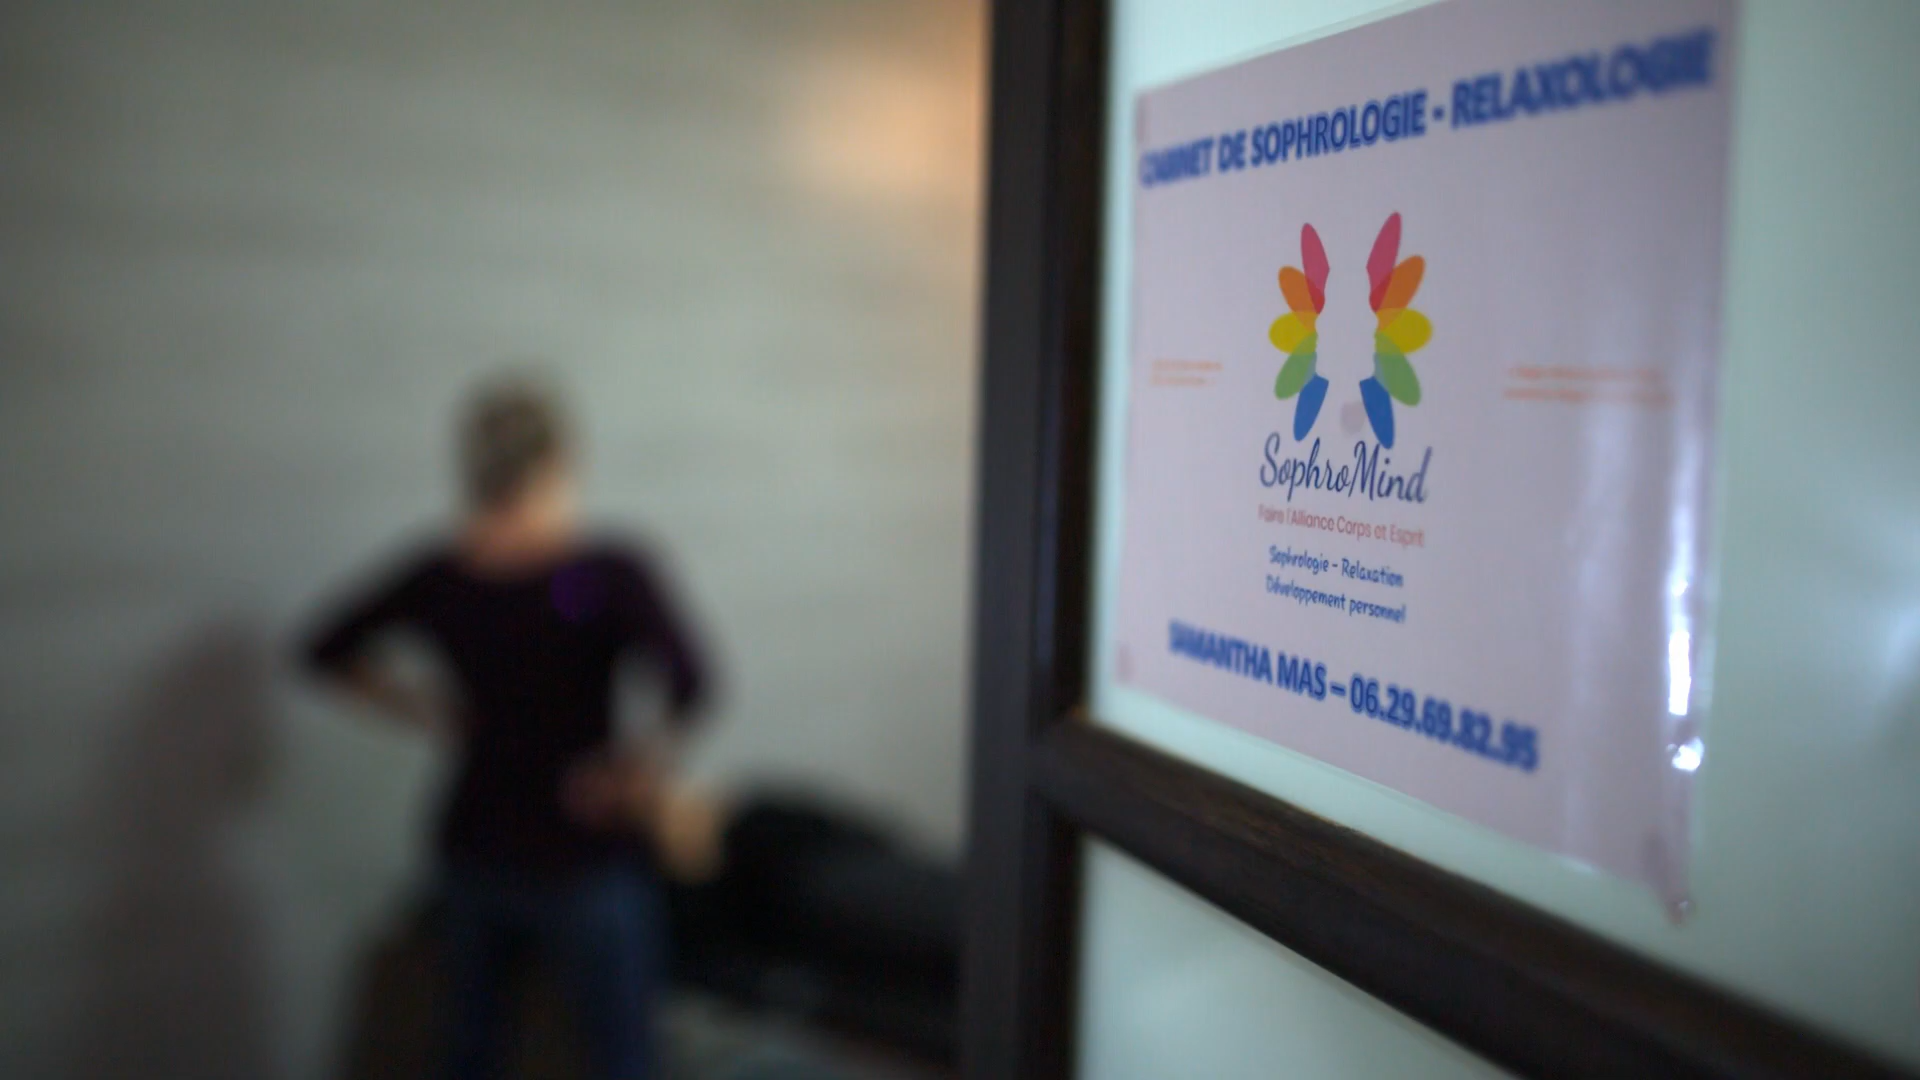 CABINET DE SOPHROLOGIE - RELAXOLOGIE
SophroMind
Faire l'Alliance Corps et Esprit
Sophrologie - Relaxation
Développement personnel
SAMANTHA MAS – 06.29.69.82.95